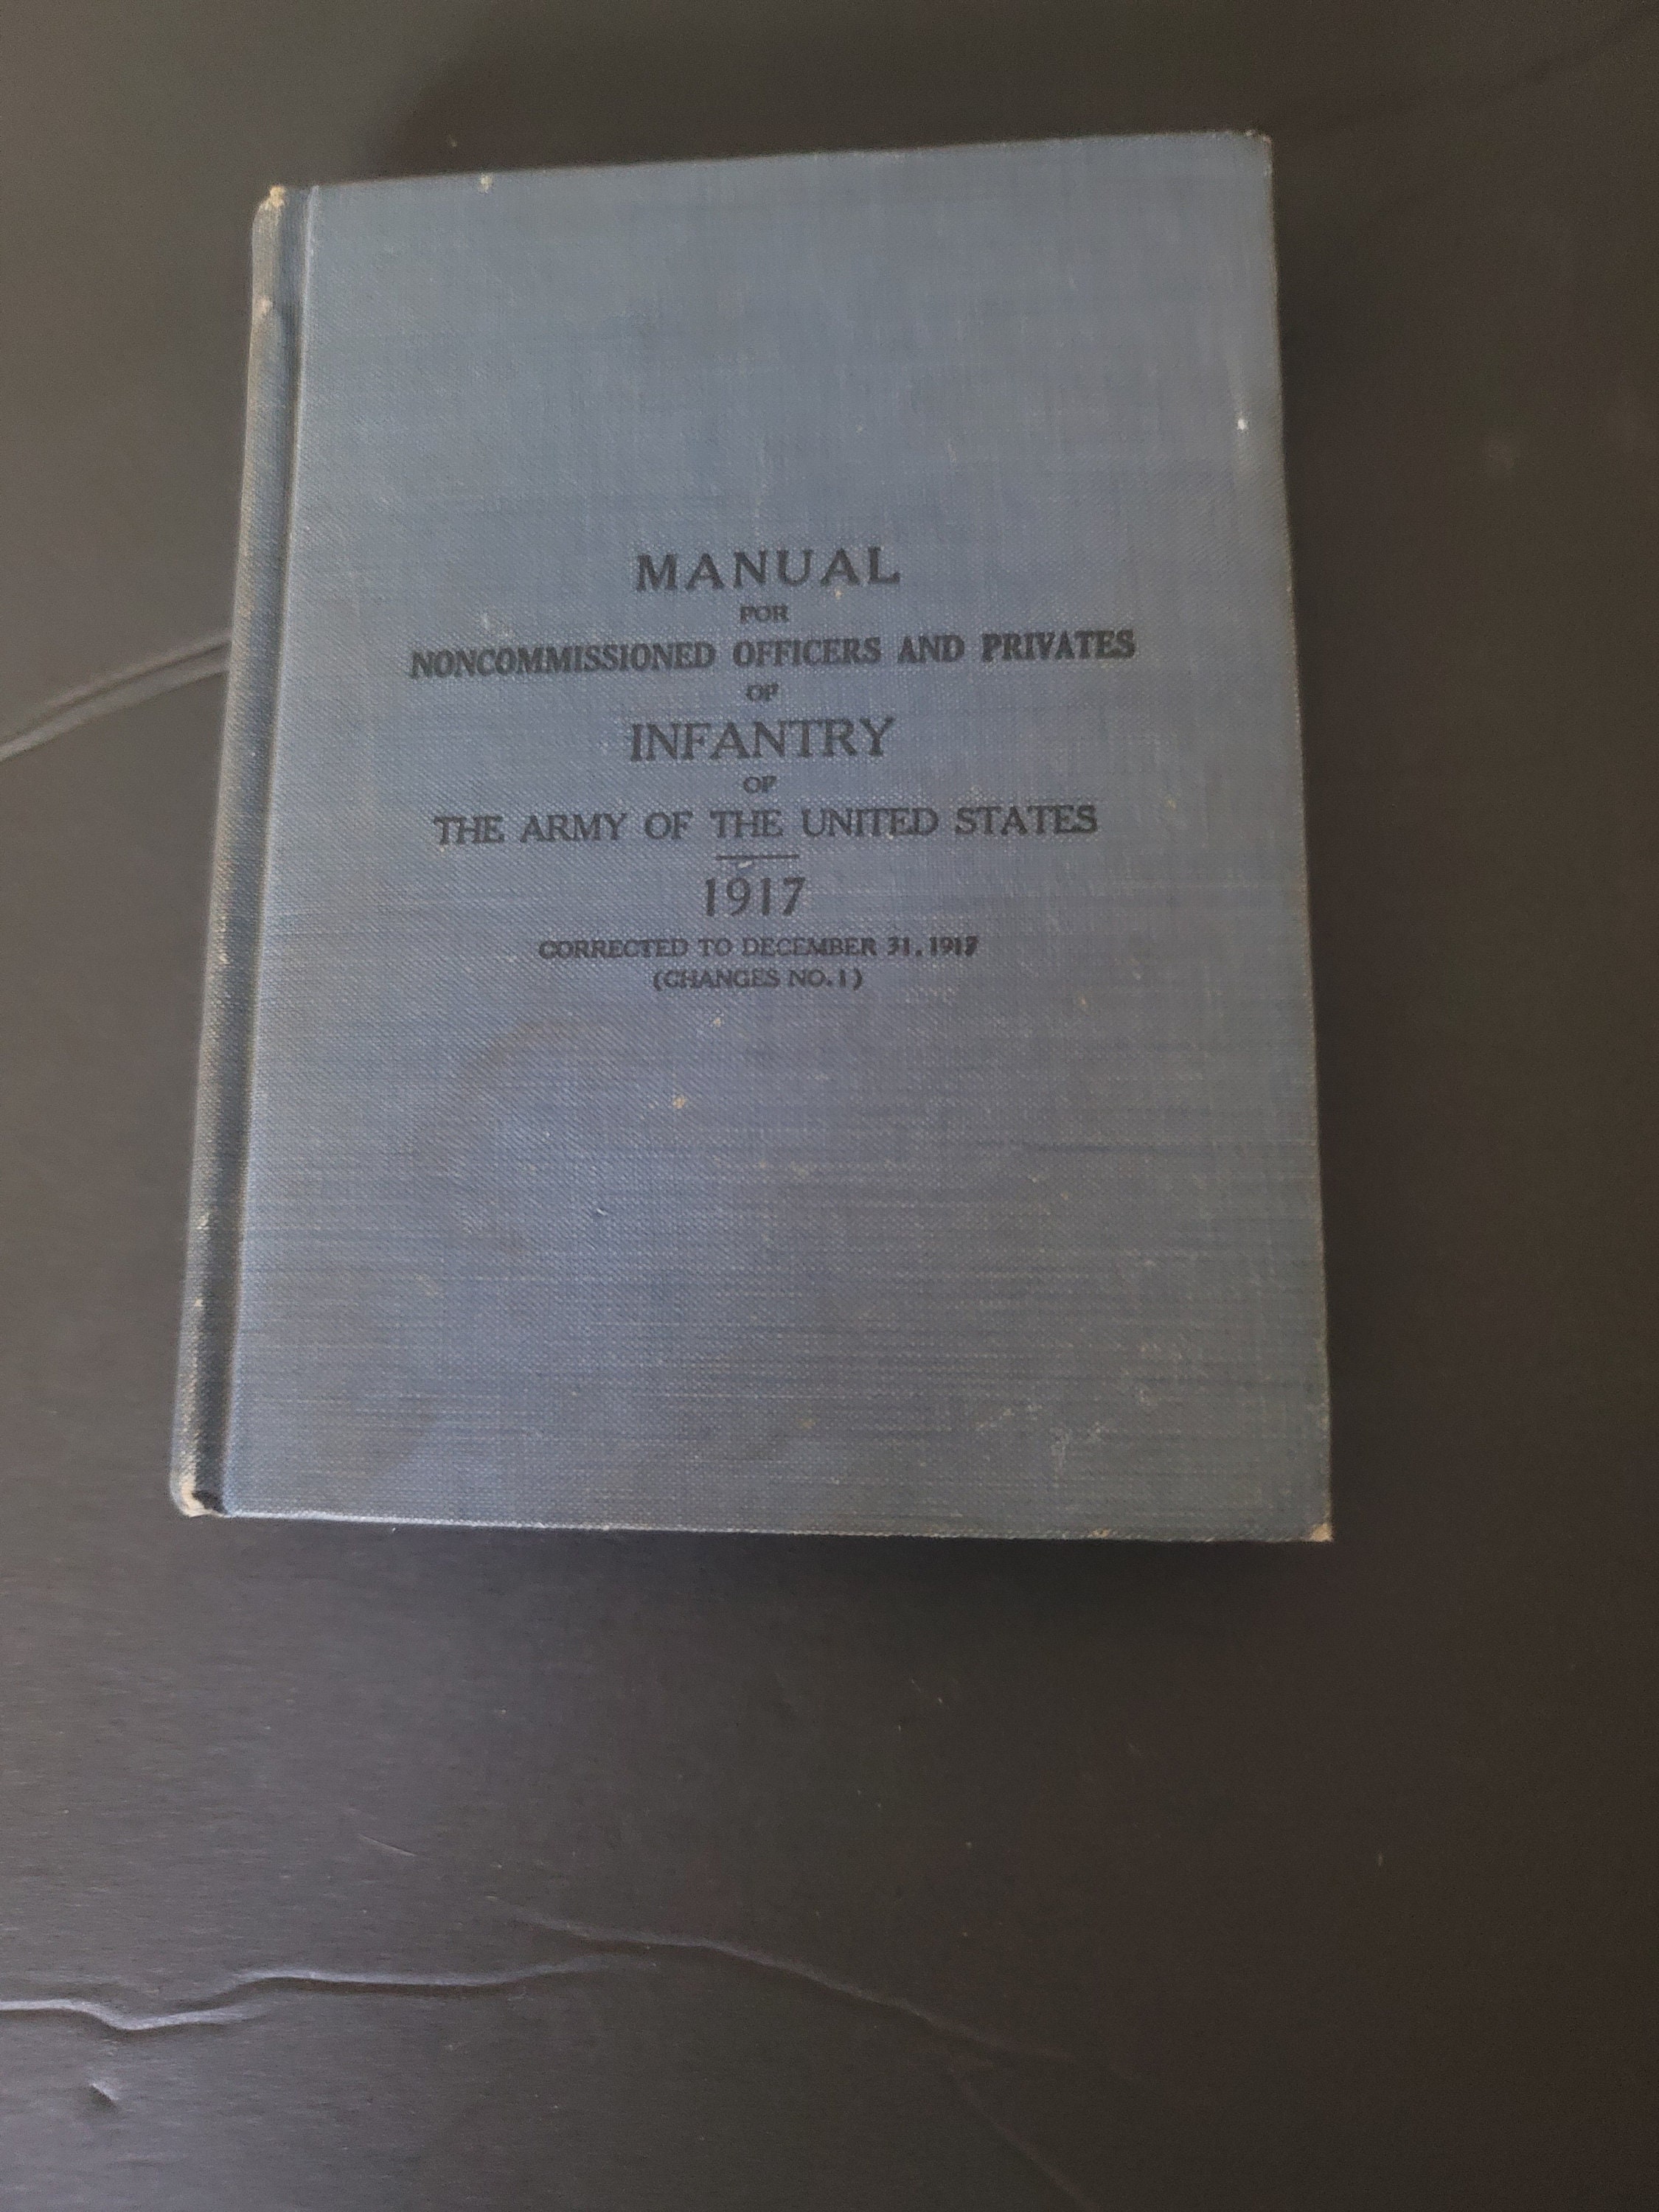 MANUAL
FOR
NONCOMMISSIONED OFFICERS AND PRIVATES
OF
INFANTRY
OF
THE ARMY OF THE UNITED STATES
1917
CORRECTED TO DECEMBER 31, 1917
(CHANGES NO. 1)